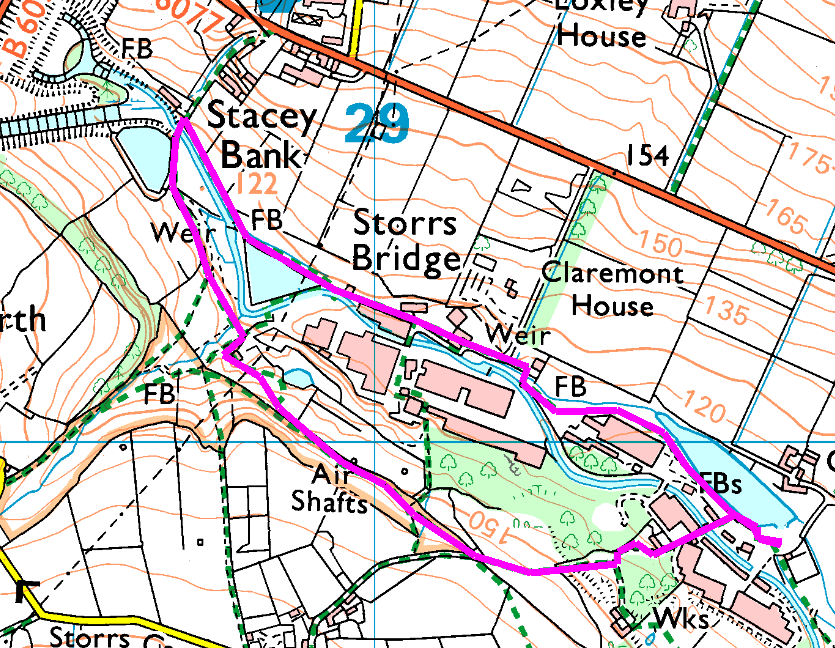 B 60
6077
Loxley
House
FB
Stacey
Bank
29
154
175
122
165
FB
Weir
Storrs
Bridge
150
Claremont
House
135
rth
Weir
FB
FB
120
Air
Shafts
FBs
150
Wks
Storrs